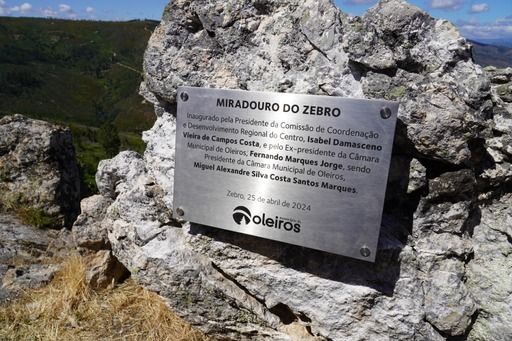 MIRADOURO DO ZEBRO
Inaugurado pela Presidente da Comissão de Coordenação
e Desenvolvimento Regional do Centro, Isabel Damasceno
Vieira de Campos Costa, e pelo Ex-presidente da Câmara
Municipal de Oleiros, Fernando Marques Jorge, sendo
Presidente da Câmara Municipal de Oleiros,
Miguel Alexandre Silva Costa Santos Marques.
Zebro, 25 de abril de 2024
oleiros